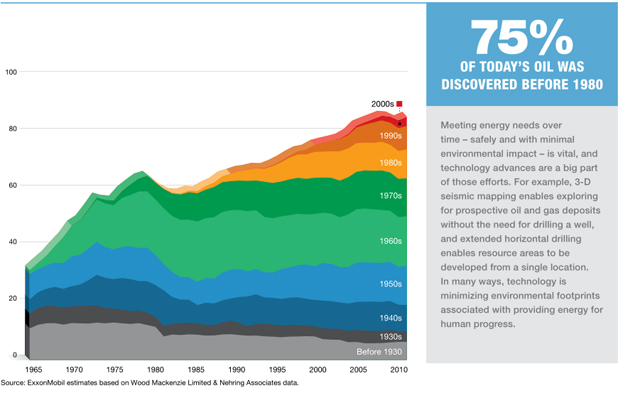 75%
OF TODAY'S OIL WAS
DISCOVERED BEFORE 1980
Meeting energy needs over
time – safely and with minimal
environmental impact – is vital, and
technology advances are a big part
of those efforts. For example, 3-D
seismic mapping enables exploring
for prospective oil and gas deposits
without the need for drilling a well,
and extended horizontal drilling
enables resource areas to be
developed from a single location.
In many ways, technology is
minimizing environmental footprints
associated with providing energy for
human progress.
100
80
60
40
20
0
2000s
1990s
1980s
1970s
1960s
1950s
1940s
1930s
Before 1930
1965 1970 1975 1980 1985 1990 1995 2000 2005 2010
Source: ExxonMobil estimates based on Wood Mackenzie Limited & Nehring Associates data.